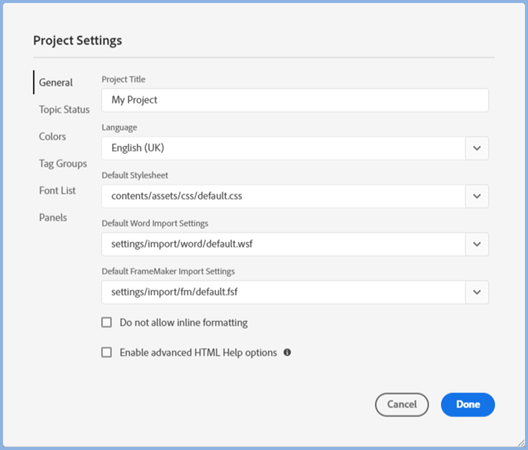 Project Settings
General
Topic Status
Colors
Tag Groups
Font List
Panels
Project Title
My Project
Language
English (UK)
Default Stylesheet
contents/assets/css/default.css
Default Word Import Settings
settings/import/word/default.wsf
Default FrameMaker Import Settings
settings/import/fm/default.fsf
Do not allow inline formatting
Enable advanced HTML Help options
Cancel
Done